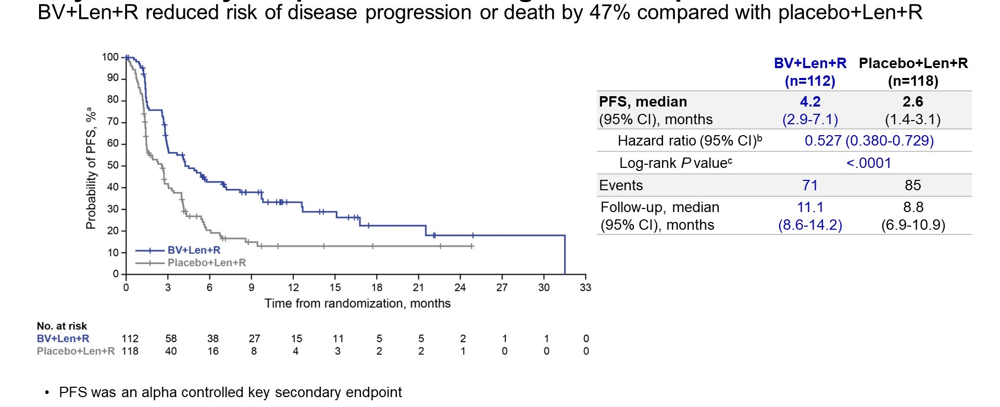 BV+Len+R reduced risk of disease progression or death by 47% compared with placebo+Len+R
Probability of PFS, %ᵃ
100
90
80
70
60
50
40
30
20
10
0
BV+Len+R
Placebo+Len+R
0 3 6 9 12 15 18 21 24 27 30 33
Time from randomization, months
No. at risk
BV+Len+R 112 58 38 27 15 11 5 5 2 1 1 0
Placebo+Len+R 118 40 16 8 4 3 2 2 1 0 0 0
BV+Len+R Placebo+Len+R
(n=112) (n=118)
PFS, median 4.2 2.6
(95% CI), months (2.9-7.1) (1.4-3.1)
Hazard ratio (95% CI)ᵇ 0.527 (0.380-0.729)
Log-rank P valueᶜ <.0001
Events 71 85
Follow-up, median 11.1 8.8
(95% CI), months (8.6-14.2) (6.9-10.9)
• PFS was an alpha controlled key secondary endpoint